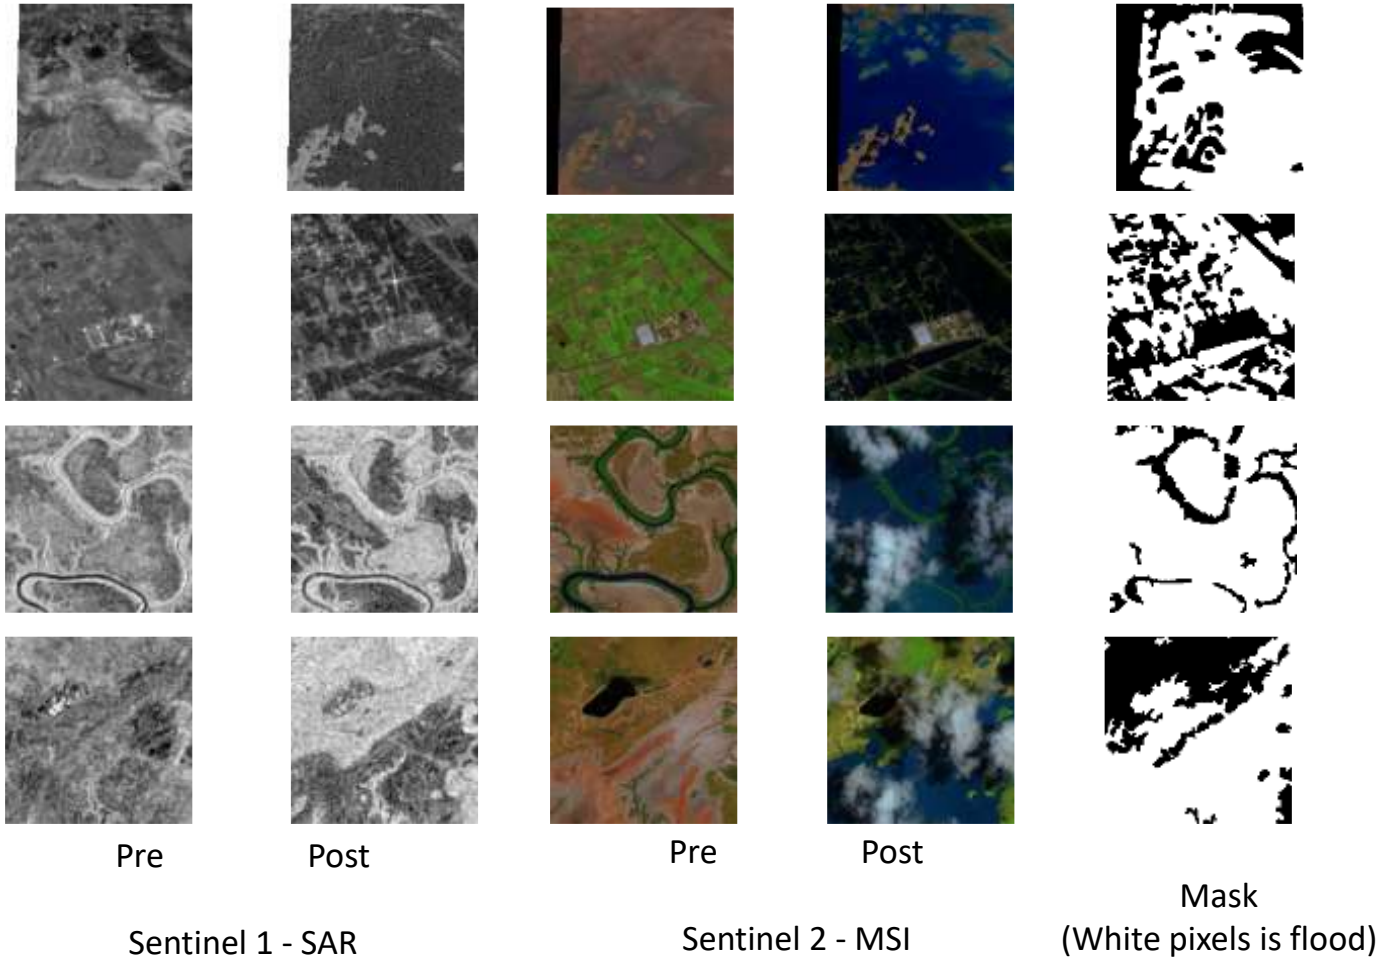 Pre
Post
Pre
Post
Sentinel 1 - SAR
Sentinel 2 - MSI
Mask
(White pixels is flood)